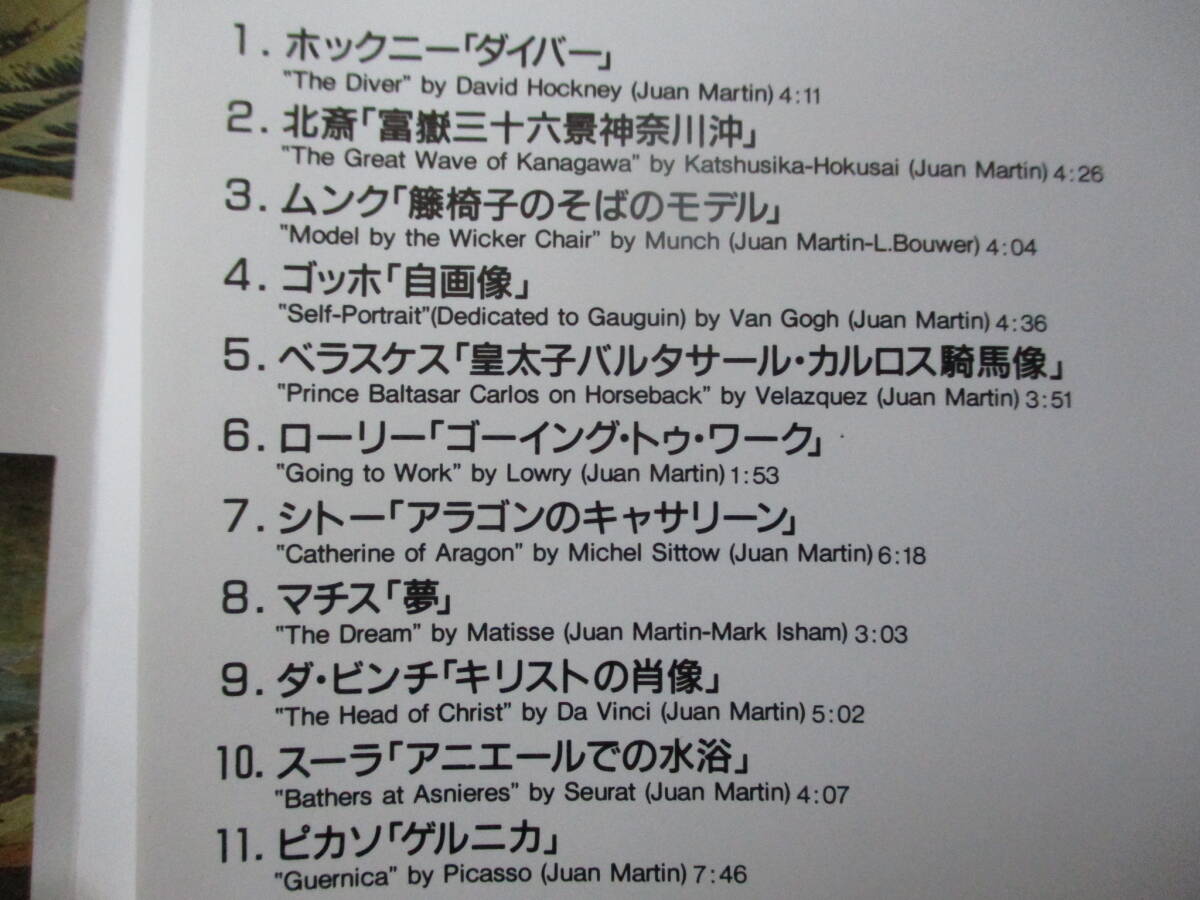 1. ホックニー「ダイバー」
"The Diver" by David Hockney (Juan Martin) 4:11
2. 北斎「富嶽三十六景神奈川沖」
"The Great Wave of Kanagawa" by Katshusika-Hokusai (Juan Martin) 4:26
3. ムンク「籐椅子のそばのモデル」
"Model by the Wicker Chair" by Munch (Juan Martin-L.Bouwer) 4:04
4. ゴッホ「自画像」
"Self-Portrait"(Dedicated to Gauguin) by Van Gogh (Juan Martin) 4:36
5. ベラスケス「皇太子バルタサール・カルロス騎馬像」
"Prince Baltasar Carlos on Horseback" by Velazquez (Juan Martin) 3:51
6. ローリー「ゴーイング・トゥ・ワーク」
"Going to Work" by Lowry (Juan Martin) 1:53
7. シトー「アラゴンのキャサリーン」
"Catherine of Aragon" by Michel Sittow (Juan Martin) 6:18
8. マチス「夢」
"The Dream" by Matisse (Juan Martin-Mark Isham) 3:03
9. ダ・ビンチ「キリストの肖像」
"The Head of Christ" by Da Vinci (Juan Martin) 5:02
10. スーラ「アニエールでの水浴」
"Bathers at Asnieres" by Seurat (Juan Martin) 4:07
11. ピカソ「ゲルニカ」
"Guernica" by Picasso (Juan Martin) 7:46